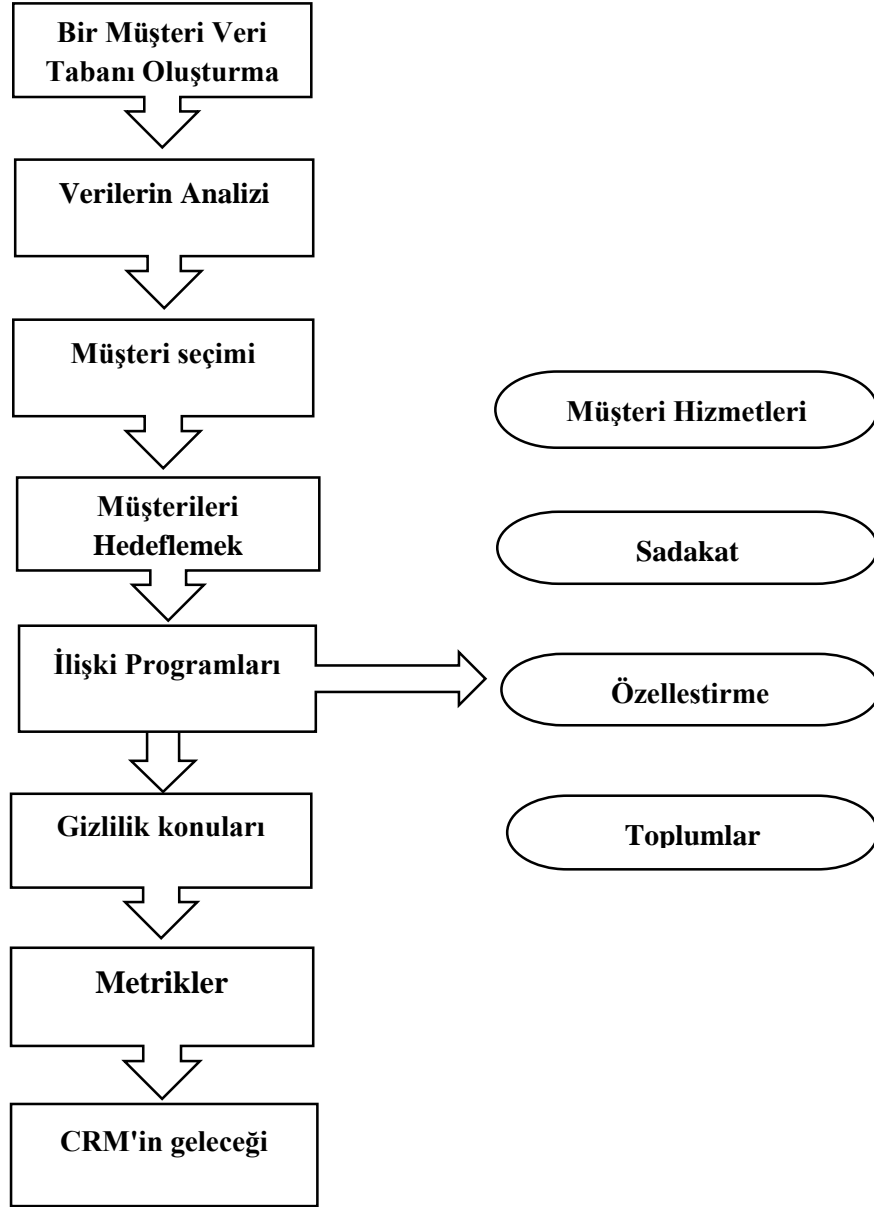 Bir Müşteri Veri
Tabanı Oluşturma
Verilerin Analizi
Müşteri seçimi
Müşterileri
Hedeflemek
İlişki Programları
Gizlilik konuları
Metrikler
CRM'in geleceği
Müşteri Hizmetleri
Sadakat
Özellestirme
Toplumlar